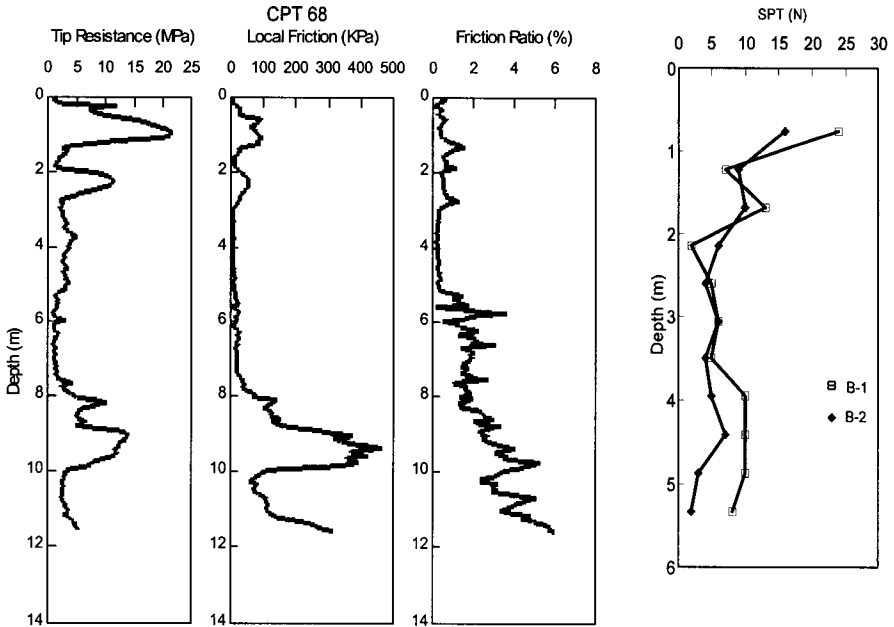 CPT 68
Tip Resistance (MPa)
Local Friction (KPa)
Friction Ratio (%)
SPT (N)
0 5 10 15 20 25
0 100 300 400 500
0 2 4 6 8
0 5 10 15 20 25 30
Depth (m)
0
2
4
6
8
10
12
14
0
2
4
6
8
10
12
14
0
2
4
6
8
10
12
14
Depth (m)
0
1
2
3
4
5
6
B-1
B-2